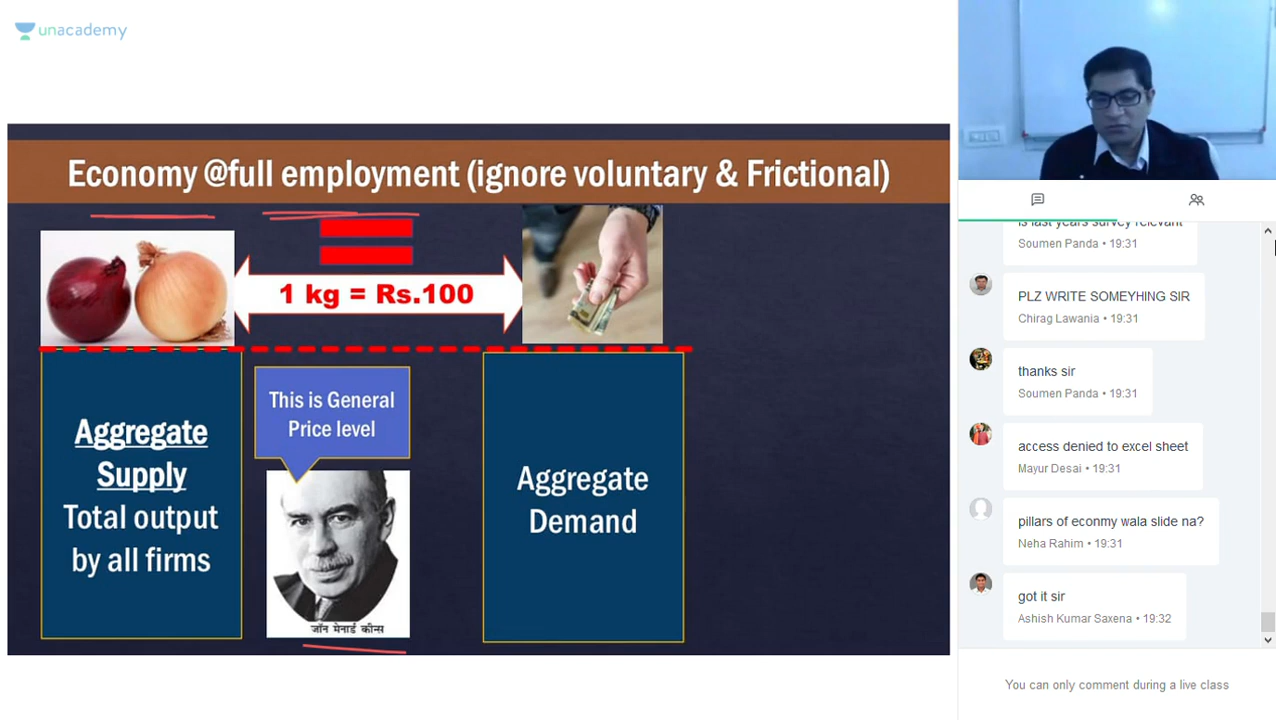 unacademy
Economy @full employment (ignore voluntary & Frictional)
1 kg = Rs.100
This is General
Price level
Aggregate
Supply
Total output
by all firms
Aggregate
Demand
जॉन मेनार्ड कीन्स
is last years survey relevant
Soumen Panda • 19:31
PLZ WRITE SOMEYHING SIR
Chirag Lawania • 19:31
thanks sir
Soumen Panda • 19:31
access denied to excel sheet
Mayur Desai • 19:31
pillars of econmy wala slide na?
Neha Rahim • 19:31
got it sir
Ashish Kumar Saxena • 19:32
You can only comment during a live class